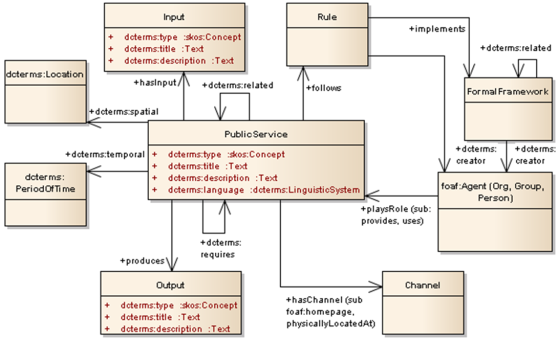 Input
+ dcterms:type :skos:Concept
+ dcterms:title :Text
+ dcterms:description :Text
Rule
+implements
+dcterms:related
dcterms:Location
+hasInput
+dcterms:related
+follows
FormalFramework
+dcterms:spatial
PublicService
+ dcterms:type :skos:Concept
+ dcterms:title :Text
+ dcterms:description :Text
+ dcterms:language :dcterms:LinguisticSystem
+dcterms:
creator
+dcterms:
creator
+dcterms:temporal
dcterms:
PeriodOfTime
foaf:Agent (Org, Group,
Person)
+playsRole (sub:
provides, uses)
+dcterms:
requires
+produces
Output
+ dcterms:type :skos:Concept
+ dcterms:title :Text
+ dcterms:description :Text
+hasChannel (sub
foaf:homepage,
physicallyLocatedAt)
Channel